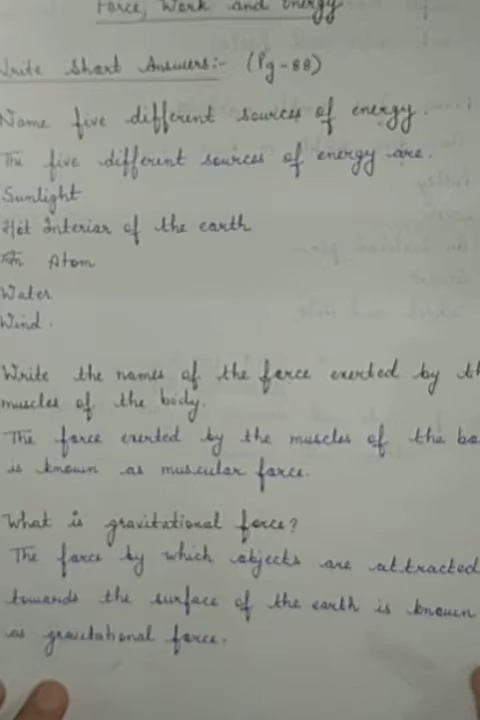 Force, Work and Energy
Write Short Answers:- (Pg-88)
Name five different sources of energy.
The five different sources of energy are.
Sunlight
Hot Interior of the earth
Atom
Water
Wind.
Write the names of the force exerted by th
muscles of the body.
The force exerted by the muscles of the bo
is known as muscular force.
What is gravitational force?
The force by which objects are attracted
towards the surface of the earth is known
as gravitational force.